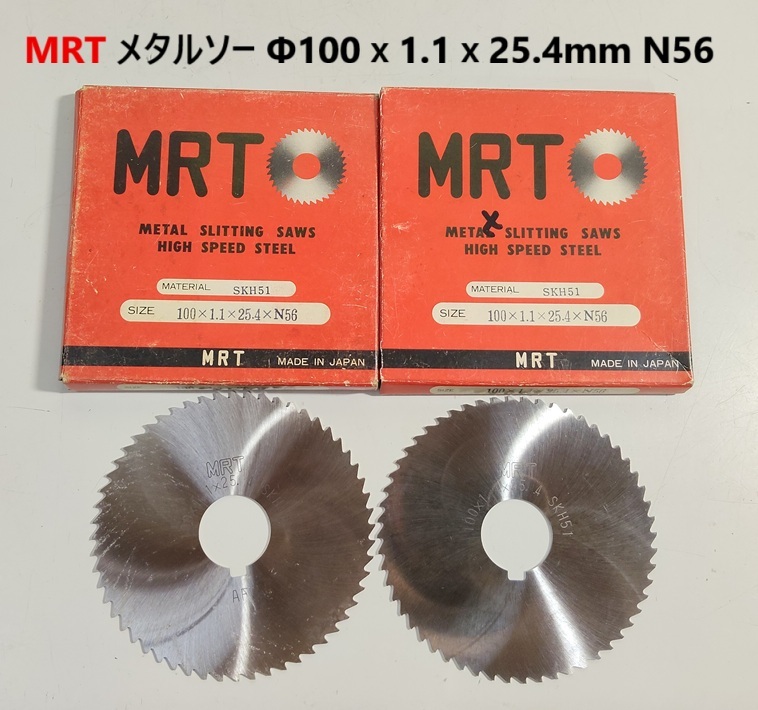 MRT メタルソー Φ100 x 1.1 x 25.4mm N56
MRT
METAL SLITTING SAWS
HIGH SPEED STEEL
MATERIAL SKH51
SIZE 100×1.1×25.4×N56
MRT MADE IN JAPAN
MRT
META SLITTING SAWS
HIGH SPEED STEEL
MATERIAL SKH51
SIZE 100×1.1×25.4×N56
MRT MADE IN JAPAN
MRT
MRT
SKH51